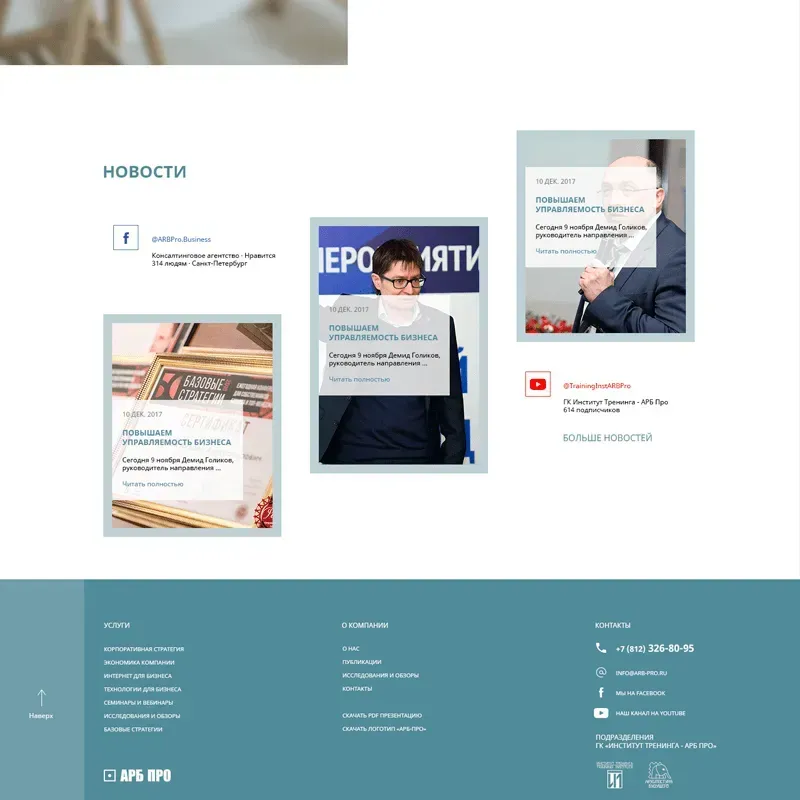 НОВОСТИ
@ARBPro.Business
Консалтинговое агентство · Нравится
314 людям · Санкт-Петербург
БАЗОВЫЕ
СТРАТЕГИИ
СЕРТИФИКАТ
10 ДЕК. 2017
ПОВЫШАЕМ
УПРАВЛЯЕМОСТЬ БИЗНЕСА
Сегодня 9 ноября Демид Голиков,
руководитель направления ...
Читать полностью
ЕРОПРИЯТИ
10 ДЕК. 2017
ПОВЫШАЕМ
УПРАВЛЯЕМОСТЬ БИЗНЕСА
Сегодня 9 ноября Демид Голиков,
руководитель направления ...
Читать полностью
10 ДЕК. 2017
ПОВЫШАЕМ
УПРАВЛЯЕМОСТЬ БИЗНЕСА
Сегодня 9 ноября Демид Голиков,
руководитель направления ...
Читать полностью
@TrainingInstARBPro
ГК Институт Тренинга - АРБ Про
614 подписчиков
БОЛЬШЕ НОВОСТЕЙ
Наверх
УСЛУГИ
КОРПОРАТИВНАЯ СТРАТЕГИЯ
ЭКОНОМИКА КОМПАНИИ
ИНТЕРНЕТ ДЛЯ БИЗНЕСА
ТЕХНОЛОГИИ ДЛЯ БИЗНЕСА
СЕМИНАРЫ И ВЕБИНАРЫ
ИССЛЕДОВАНИЯ И ОБЗОРЫ
БАЗОВЫЕ СТРАТЕГИИ
АРБ ПРО
О КОМПАНИИ
О НАС
ПУБЛИКАЦИИ
ИССЛЕДОВАНИЯ И ОБЗОРЫ
КОНТАКТЫ
СКАЧАТЬ PDF ПРЕЗЕНТАЦИЮ
СКАЧАТЬ ЛОГОТИП «АРБ-ПРО»
КОНТАКТЫ
+7 (812) 326-80-95
INFO@ARB-PRO.RU
МЫ НА FACEBOOK
НАШ КАНАЛ НА YOUTUBE
ПОДРАЗДЕЛЕНИЯ
ГК «ИНСТИТУТ ТРЕНИНГА - АРБ ПРО»